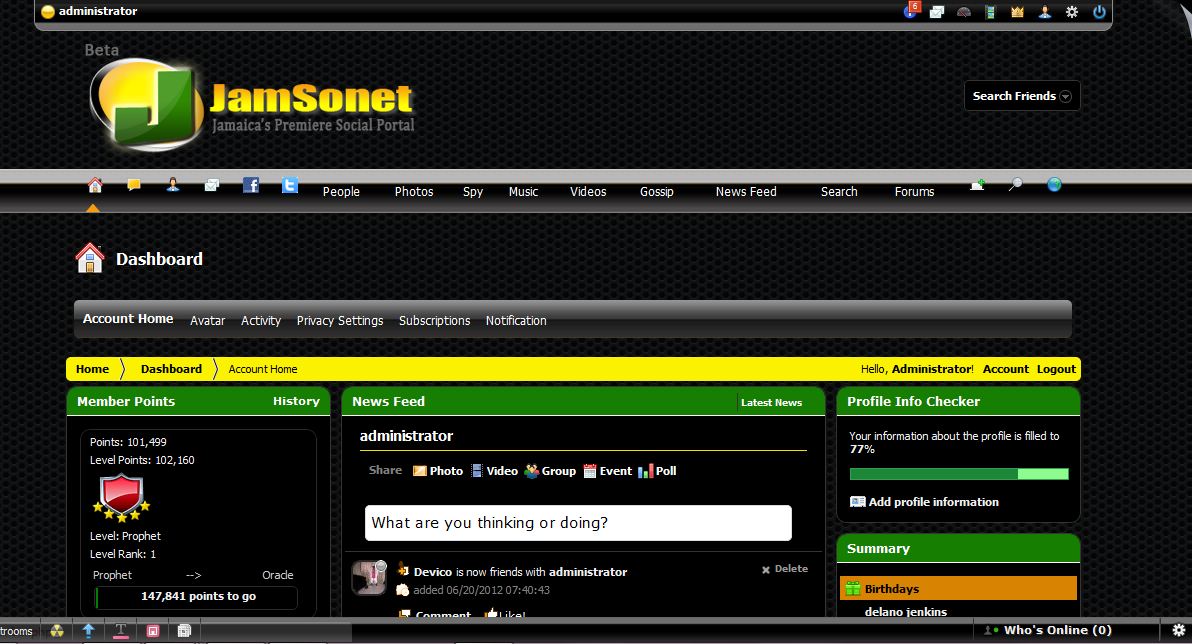 administrator
6
Beta
JamSonet
Jamaica's Premiere Social Portal
Search Friends
People Photos Spy Music Videos Gossip News Feed Search Forums
Dashboard
Account Home Avatar Activity Privacy Settings Subscriptions Notification
Home Dashboard Account Home Hello, Administrator! Account Logout
Member Points History
Points: 101,499
Level Points: 102,160
Level: Prophet
Level Rank: 1
Prophet --> Oracle
147,841 points to go
News Feed Latest News
administrator
Share Photo Video Group Event Poll
What are you thinking or doing?
Devico is now friends with administrator Delete
added 06/20/2012 07:40:43
Comment Like!
Profile Info Checker
Your information about the profile is filled to
77%
Add profile information
Summary
Birthdays
delano jenkins
trooms Who's Online (0)